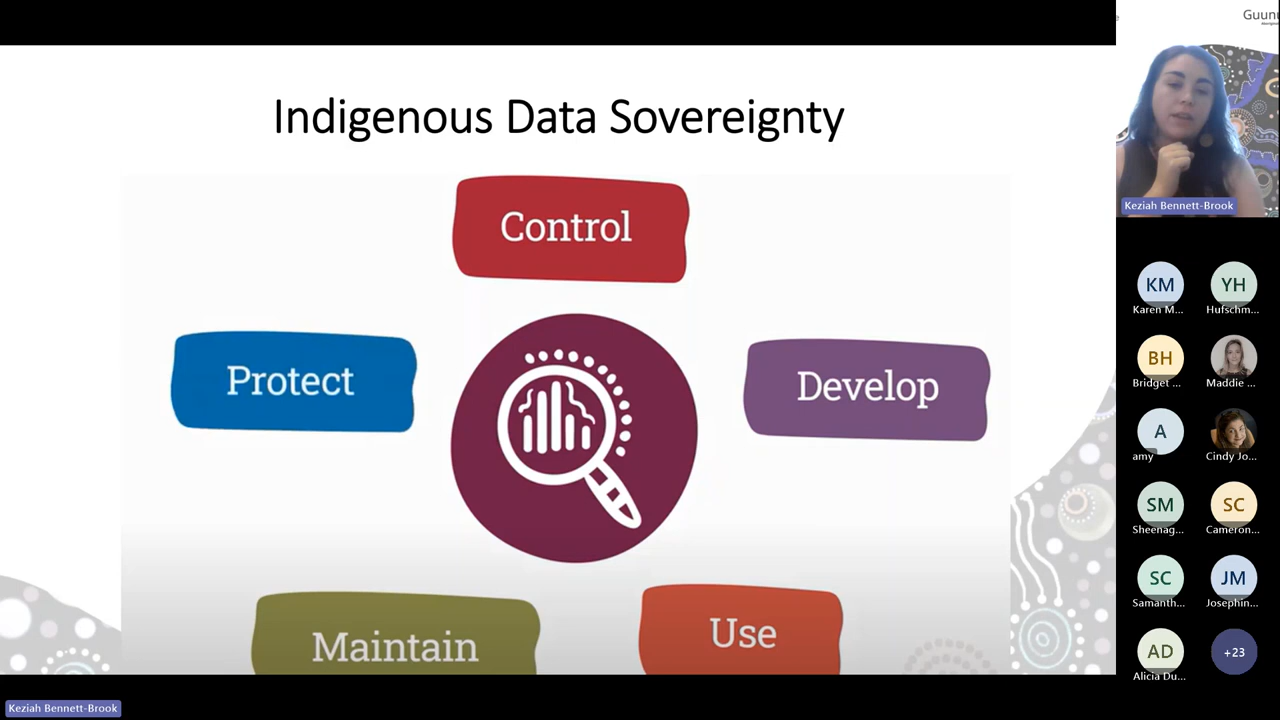 Guunu
Indigenous Data Sovereignty
Control
Protect
Develop
Maintain
Use
Keziah Bennett-Brook
KM
Karen M...
YH
Hufschm...
BH
Bridget ...
Maddie ...
A
amy
Cindy Jo...
SM
Sheenag...
SC
Cameron...
SC
Samanth...
JM
Josephin...
AD
Alicia Du...
+23
Keziah Bennett-Brook